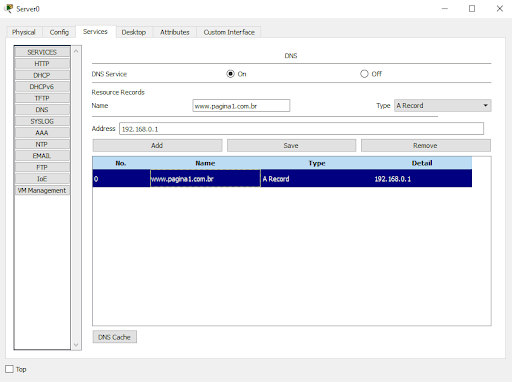 Server0
Physical Config Services Desktop Attributes Custom Interface
SERVICES
HTTP
DHCP
DHCPv6
TFTP
DNS
SYSLOG
AAA
NTP
EMAIL
FTP
IoE
VM Management
DNS
DNS Service On Off
Resource Records
Name www.pagina1.com.br Type A Record
Address 192.168.0.1
Add Save Remove
No. Name Type Detail
0 www.pagina1.com.br A Record 192.168.0.1
DNS Cache
Top